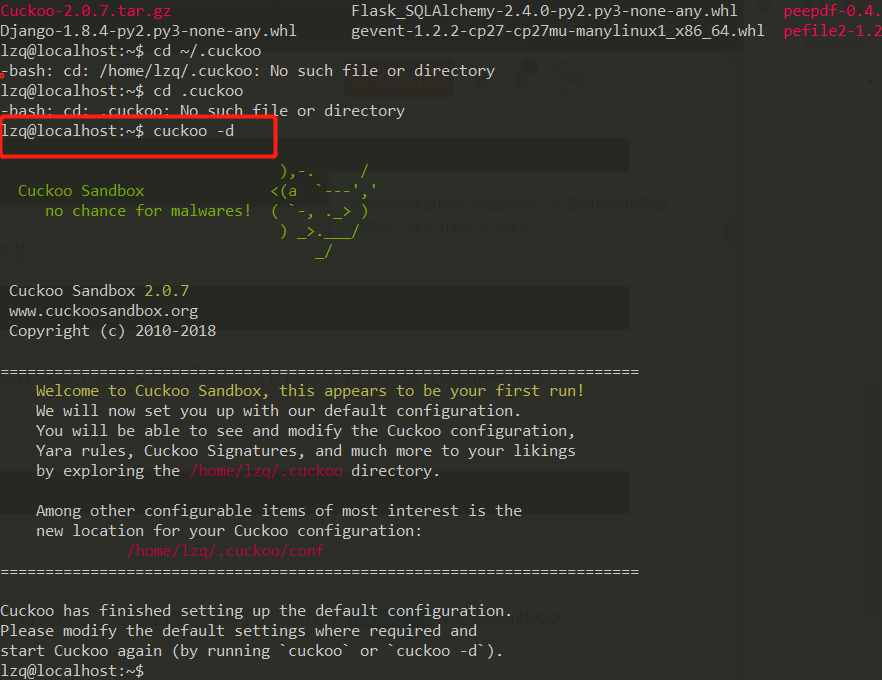 Cuckoo-2.0.7.tar.gz Flask_SQLAlchemy-2.4.0-py2.py3-none-any.whl peepdf-0.4.
Django-1.8.4-py2.py3-none-any.whl gevent-1.2.2-cp27-cp27mu-manylinux1_x86_64.whl pefile2-1.2
lzq@localhost:~$ cd ~/.cuckoo
-bash: cd: /home/lzq/.cuckoo: No such file or directory
lzq@localhost:~$ cd .cuckoo
-bash: cd: .cuckoo: No such file or directory
lzq@localhost:~$ cuckoo -d
),-.     /
Cuckoo Sandbox              <(a  `---','
no chance for malwares!  ( `-, ._> )
) _>.___/
_/
Cuckoo Sandbox 2.0.7
www.cuckoosandbox.org
Copyright (c) 2010-2018
=======================================================================
Welcome to Cuckoo Sandbox, this appears to be your first run!
We will now set you up with our default configuration.
You will be able to see and modify the Cuckoo configuration,
Yara rules, Cuckoo Signatures, and much more to your likings
by exploring the /home/lzq/.cuckoo directory.
Among other configurable items of most interest is the
new location for your Cuckoo configuration:
/home/lzq/.cuckoo/conf
=======================================================================
Cuckoo has finished setting up the default configuration.
Please modify the default settings where required and
start Cuckoo again (by running `cuckoo` or `cuckoo -d`).
lzq@localhost:~$